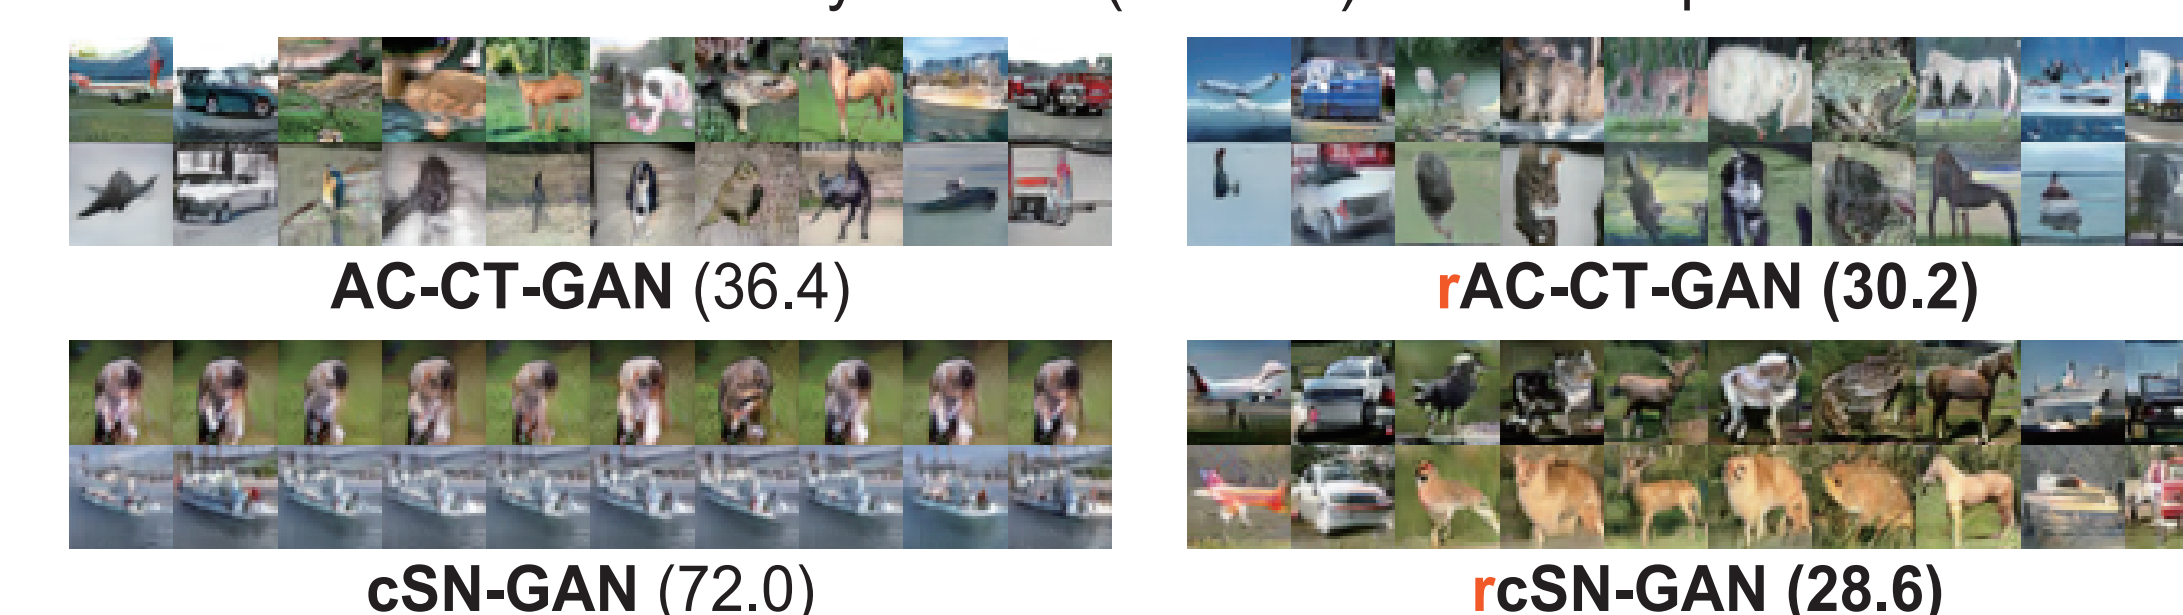 AC-CT-GAN (36.4)
rAC-CT-GAN (30.2)
cSN-GAN (72.0)
rcSN-GAN (28.6)